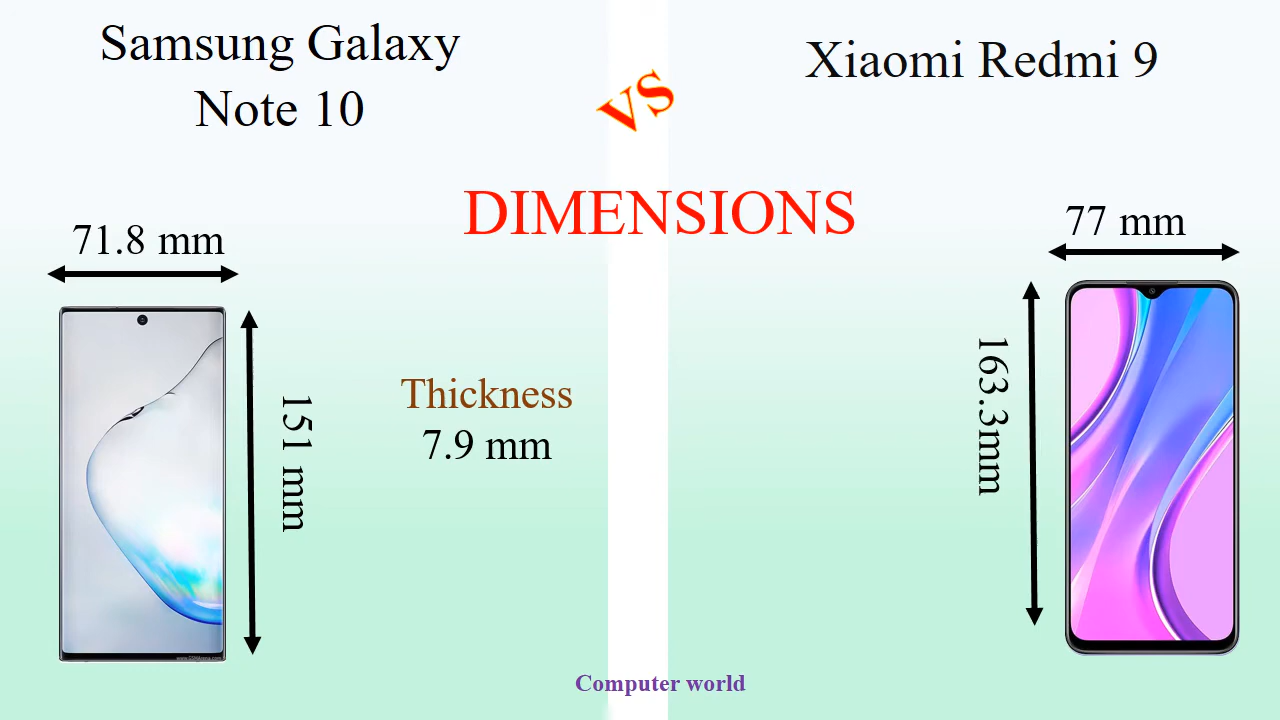 Samsung Galaxy
Note 10
VS
Xiaomi Redmi 9
DIMENSIONS
71.8 mm
151 mm
Thickness
7.9 mm
77 mm
163.3mm
Computer world